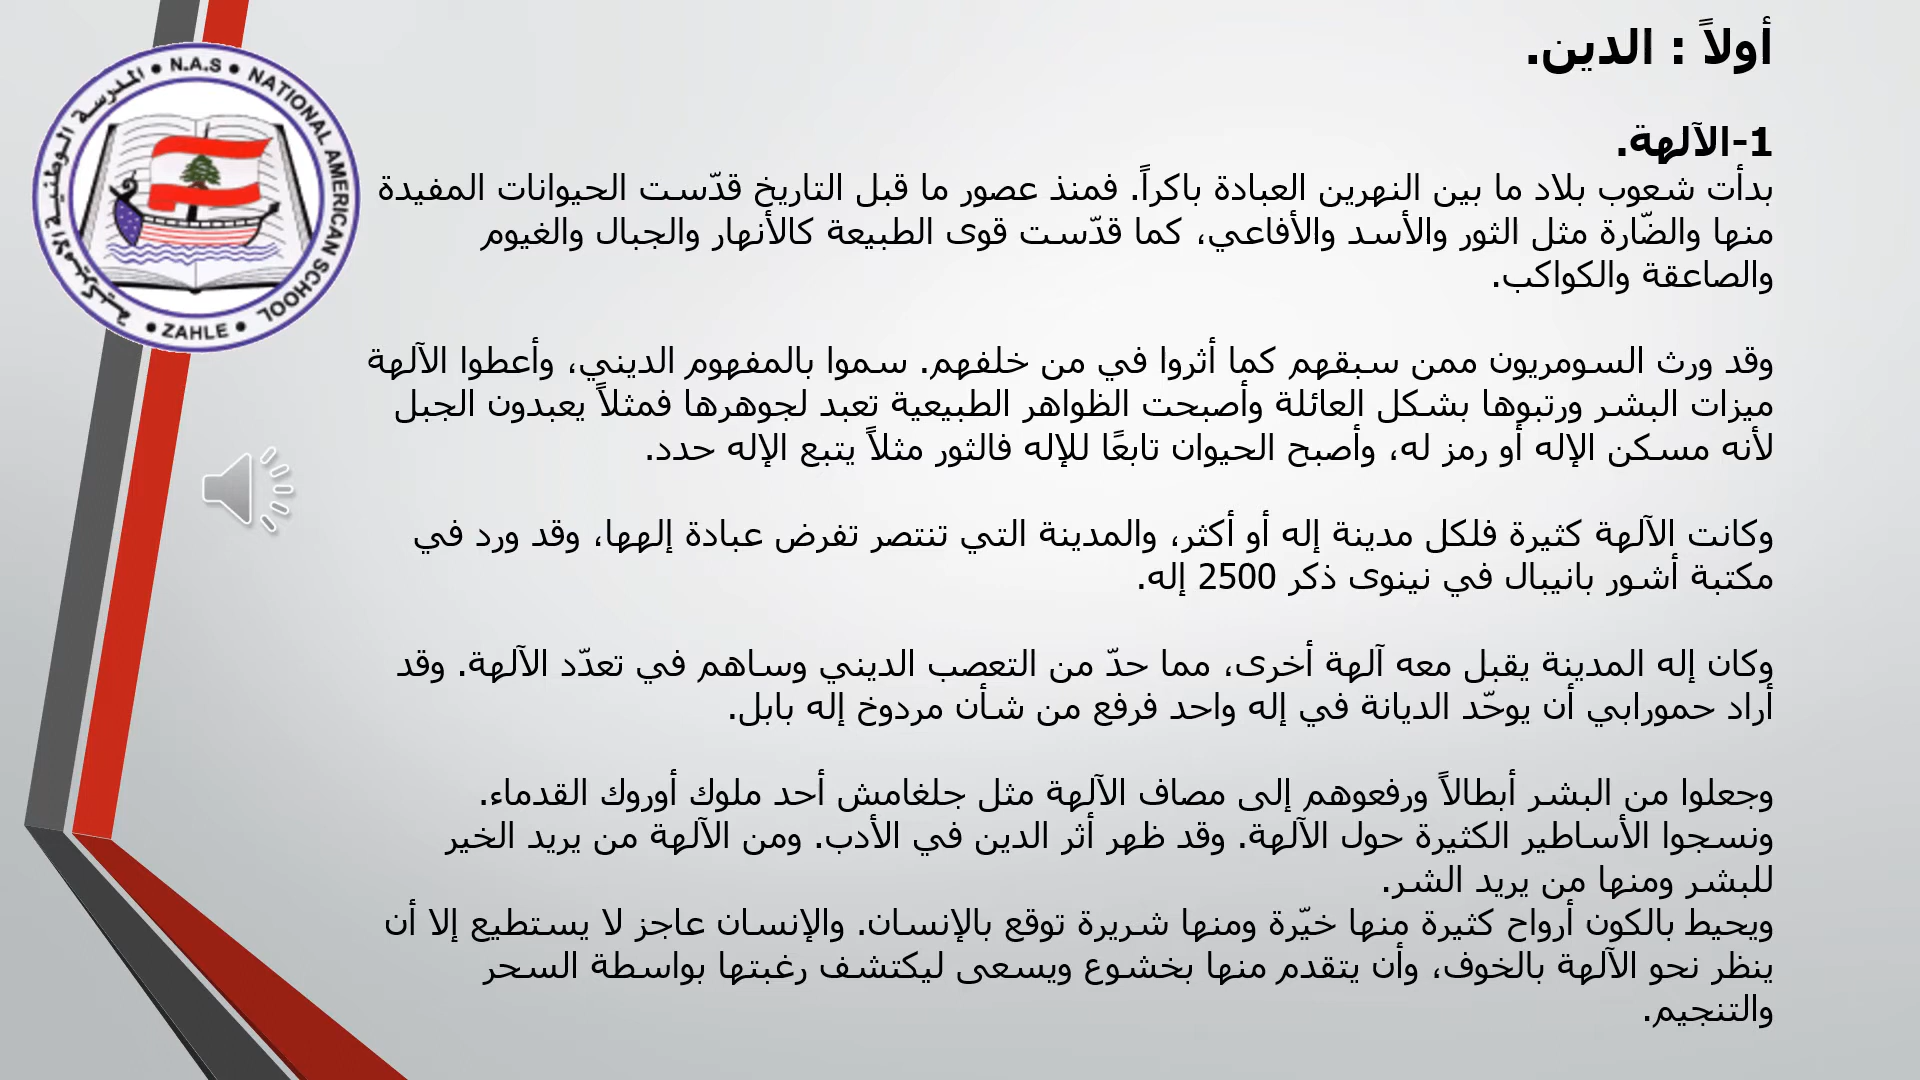 أولاً : الدين.
1-الآلهة.
بدأت شعوب بلاد ما بين النهرين العبادة باكراً. فمنذ عصور ما قبل التاريخ قدّست الحيوانات المفيدة
منها والضّارة مثل الثور والأسد والأفاعي، كما قدّست قوى الطبيعة كالأنهار والجبال والغيوم
والصاعقة والكواكب.
وقد ورث السومريون ممن سبقهم كما أثروا في من خلفهم. سموا بالمفهوم الديني، وأعطوا الآلهة
ميزات البشر ورتبوها بشكل العائلة وأصبحت الظواهر الطبيعية تعبد لجوهرها فمثلاً يعبدون الجبل
لأنه مسكن الإله أو رمز له، وأصبح الحيوان تابعًا للإله فالثور مثلاً يتبع الإله حدد.
وكانت الآلهة كثيرة فلكل مدينة إله أو أكثر، والمدينة التي تنتصر تفرض عبادة إلهها، وقد ورد في
مكتبة أشور بانيبال في نينوى ذكر 2500 إله.
وكان إله المدينة يقبل معه آلهة أخرى، مما حدّ من التعصب الديني وساهم في تعدّد الآلهة. وقد
أراد حمورابي أن يوحّد الديانة في إله واحد فرفع من شأن مردوخ إله بابل.
وجعلوا من البشر أبطالاً ورفعوهم إلى مصاف الآلهة مثل جلغامش أحد ملوك أوروك القدماء.
ونسجوا الأساطير الكثيرة حول الآلهة. وقد ظهر أثر الدين في الأدب. ومن الآلهة من يريد الخير
للبشر ومنها من يريد الشر.
ويحيط بالكون أرواح كثيرة منها خيّرة ومنها شريرة توقع بالإنسان. والإنسان عاجز لا يستطيع إلا أن
ينظر نحو الآلهة بالخوف، وأن يتقدم منها بخشوع ويسعى ليكتشف رغبتها بواسطة السحر
والتنجيم.
المدرسة الوطنية الاميركية • N.A.S • NATIONAL AMERICAN SCHOOL • ZAHLE •